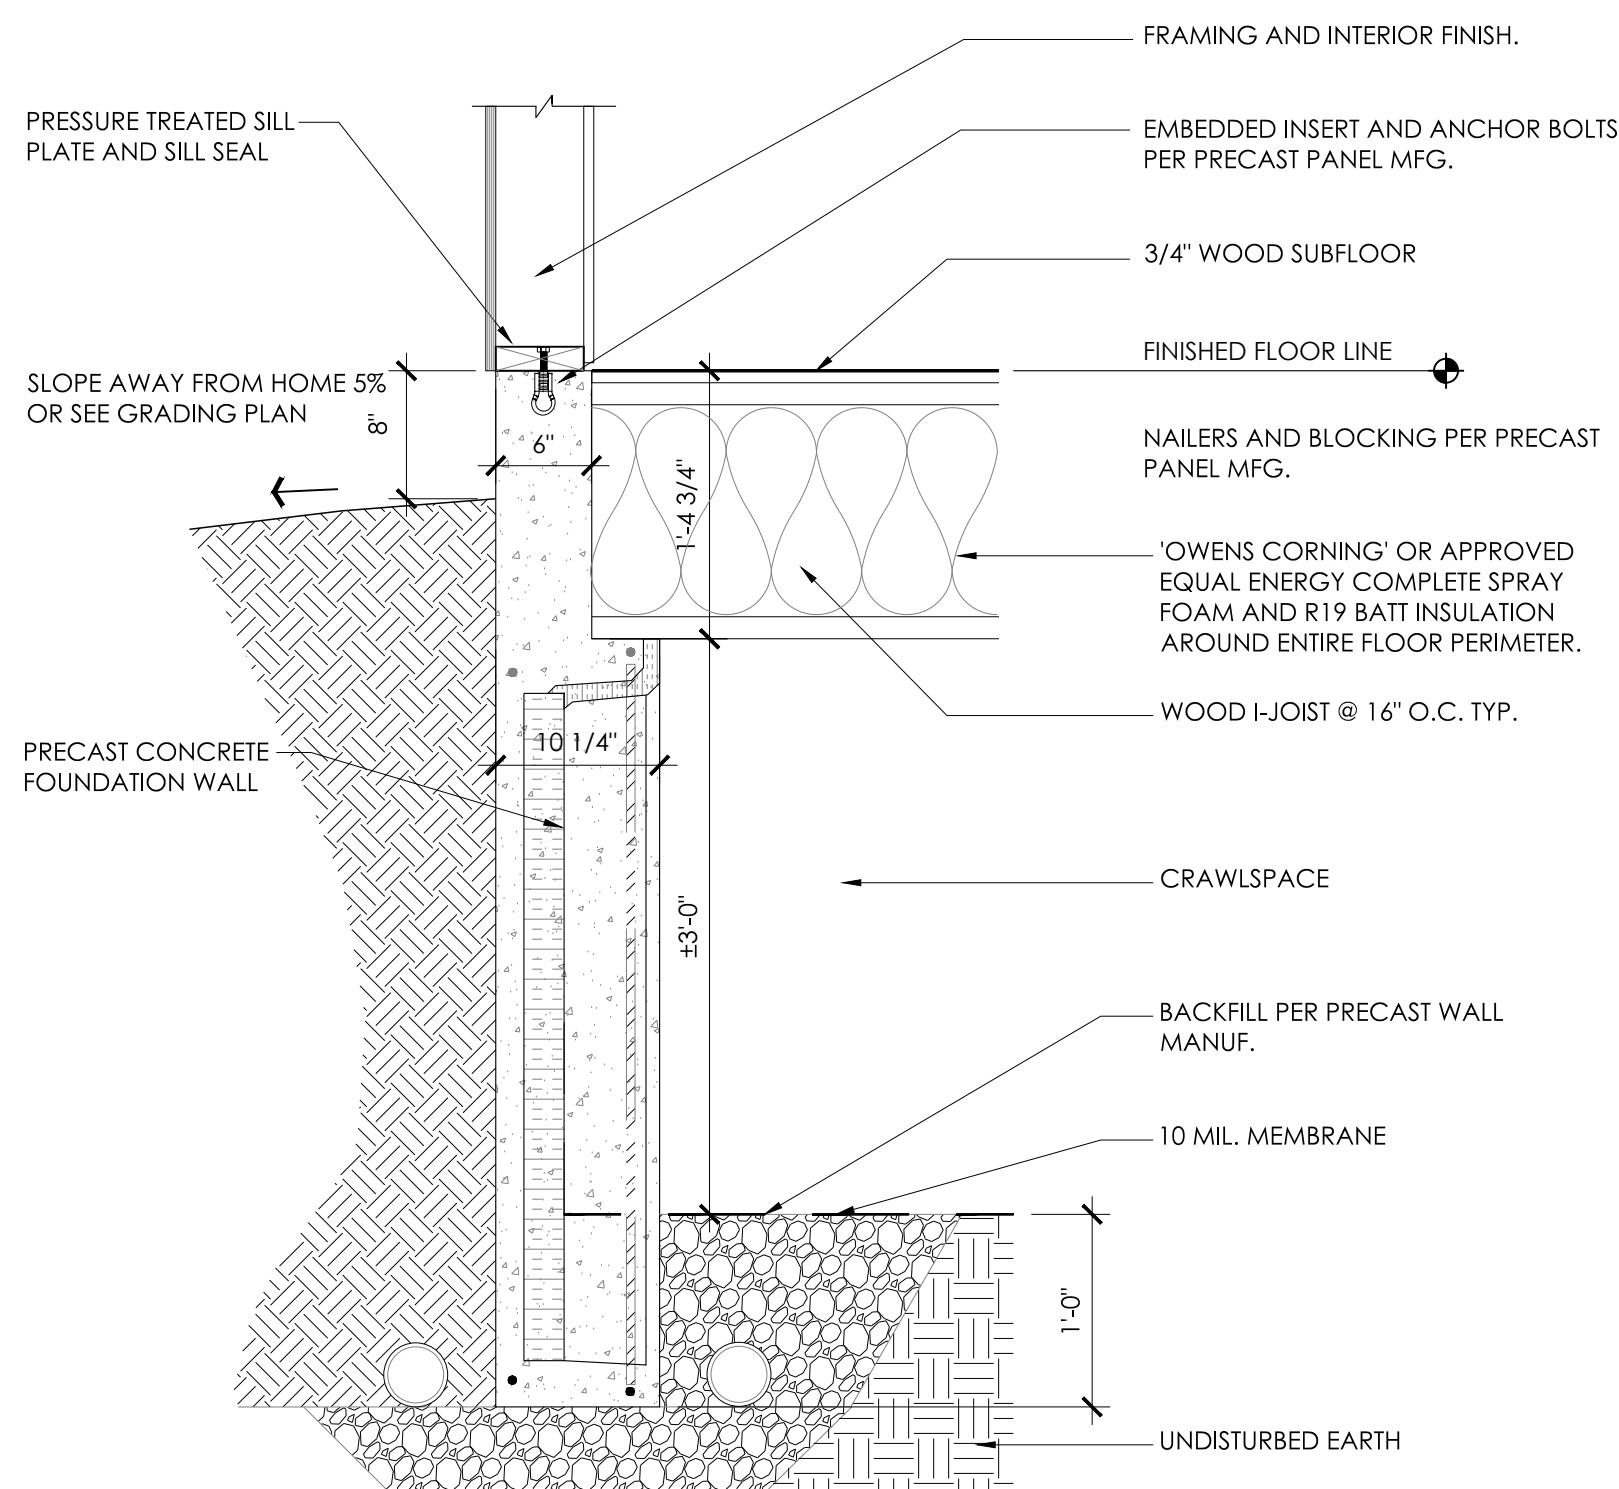 FRAMING AND INTERIOR FINISH.
PRESSURE TREATED SILL
PLATE AND SILL SEAL
EMBEDDED INSERT AND ANCHOR BOLTS
PER PRECAST PANEL MFG.
3/4" WOOD SUBFLOOR
FINISHED FLOOR LINE
SLOPE AWAY FROM HOME 5%
OR SEE GRADING PLAN
8"
6"
1'-4 3/4"
NAILERS AND BLOCKING PER PRECAST
PANEL MFG.
'OWENS CORNING' OR APPROVED
EQUAL ENERGY COMPLETE SPRAY
FOAM AND R19 BATT INSULATION
AROUND ENTIRE FLOOR PERIMETER.
WOOD I-JOIST @ 16" O.C. TYP.
PRECAST CONCRETE
FOUNDATION WALL
10 1/4"
CRAWLSPACE
±3'-0"
BACKFILL PER PRECAST WALL
MANUF.
10 MIL. MEMBRANE
1'-0"
UNDISTURBED EARTH